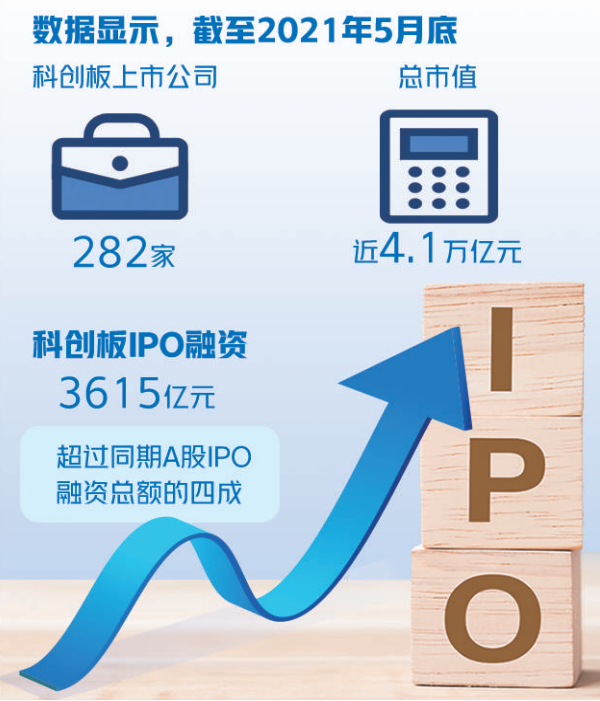 数据显示，截至2021年5月底
科创板上市公司
282家
总市值
近4.1万亿元
科创板IPO融资
3615亿元
超过同期A股IPO
融资总额的四成
I
P
O